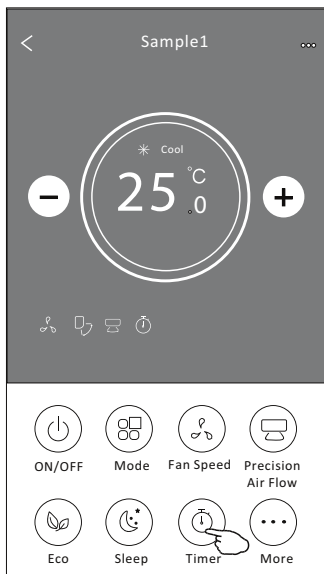 Sample1
Cool
25 °C
.0
ON/OFF Mode Fan Speed Precision Air Flow
Eco Sleep Timer More